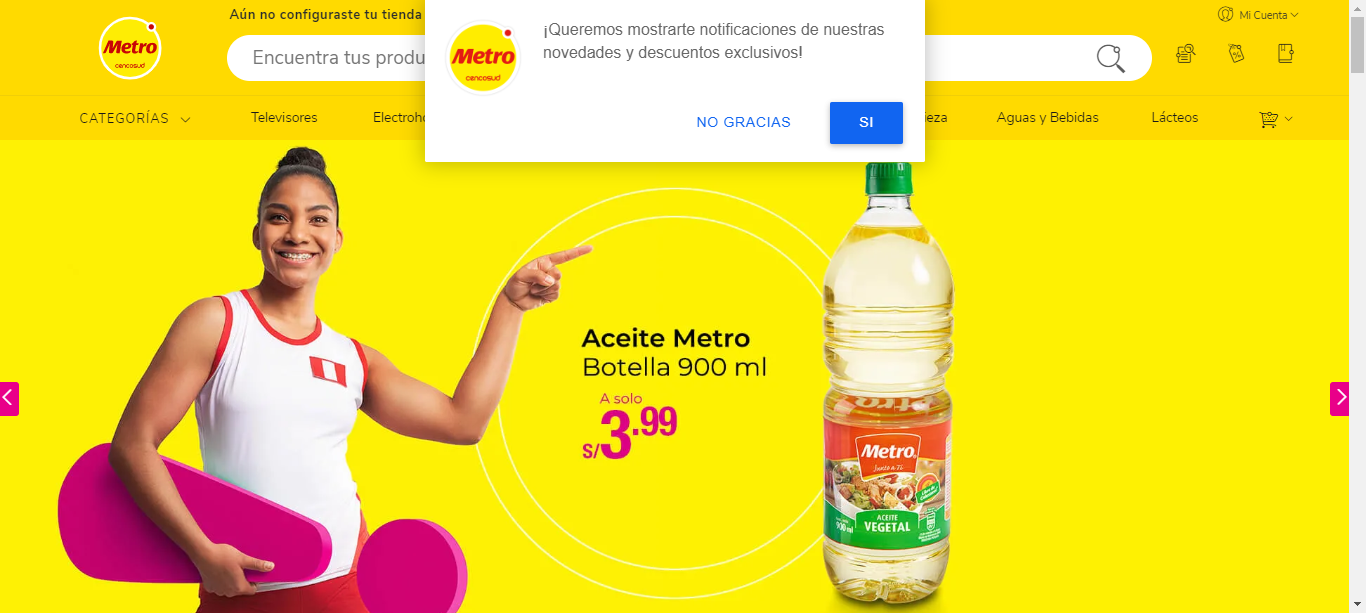 Aún no configuraste tu tienda
Mi Cuenta
Metro
cencosud
Encuentra tus produ
Metro
cencosud
¡Queremos mostrarte notificaciones de nuestras
novedades y descuentos exclusivos!
NO GRACIAS
SI
CATEGORÍAS
Televisores
Electroho
ieza
Aguas y Bebidas
Lácteos
Aceite Metro
Botella 900 ml
A solo
S/3.99
Metro
Junto a Ti
ACEITE
VEGETAL
900 ml